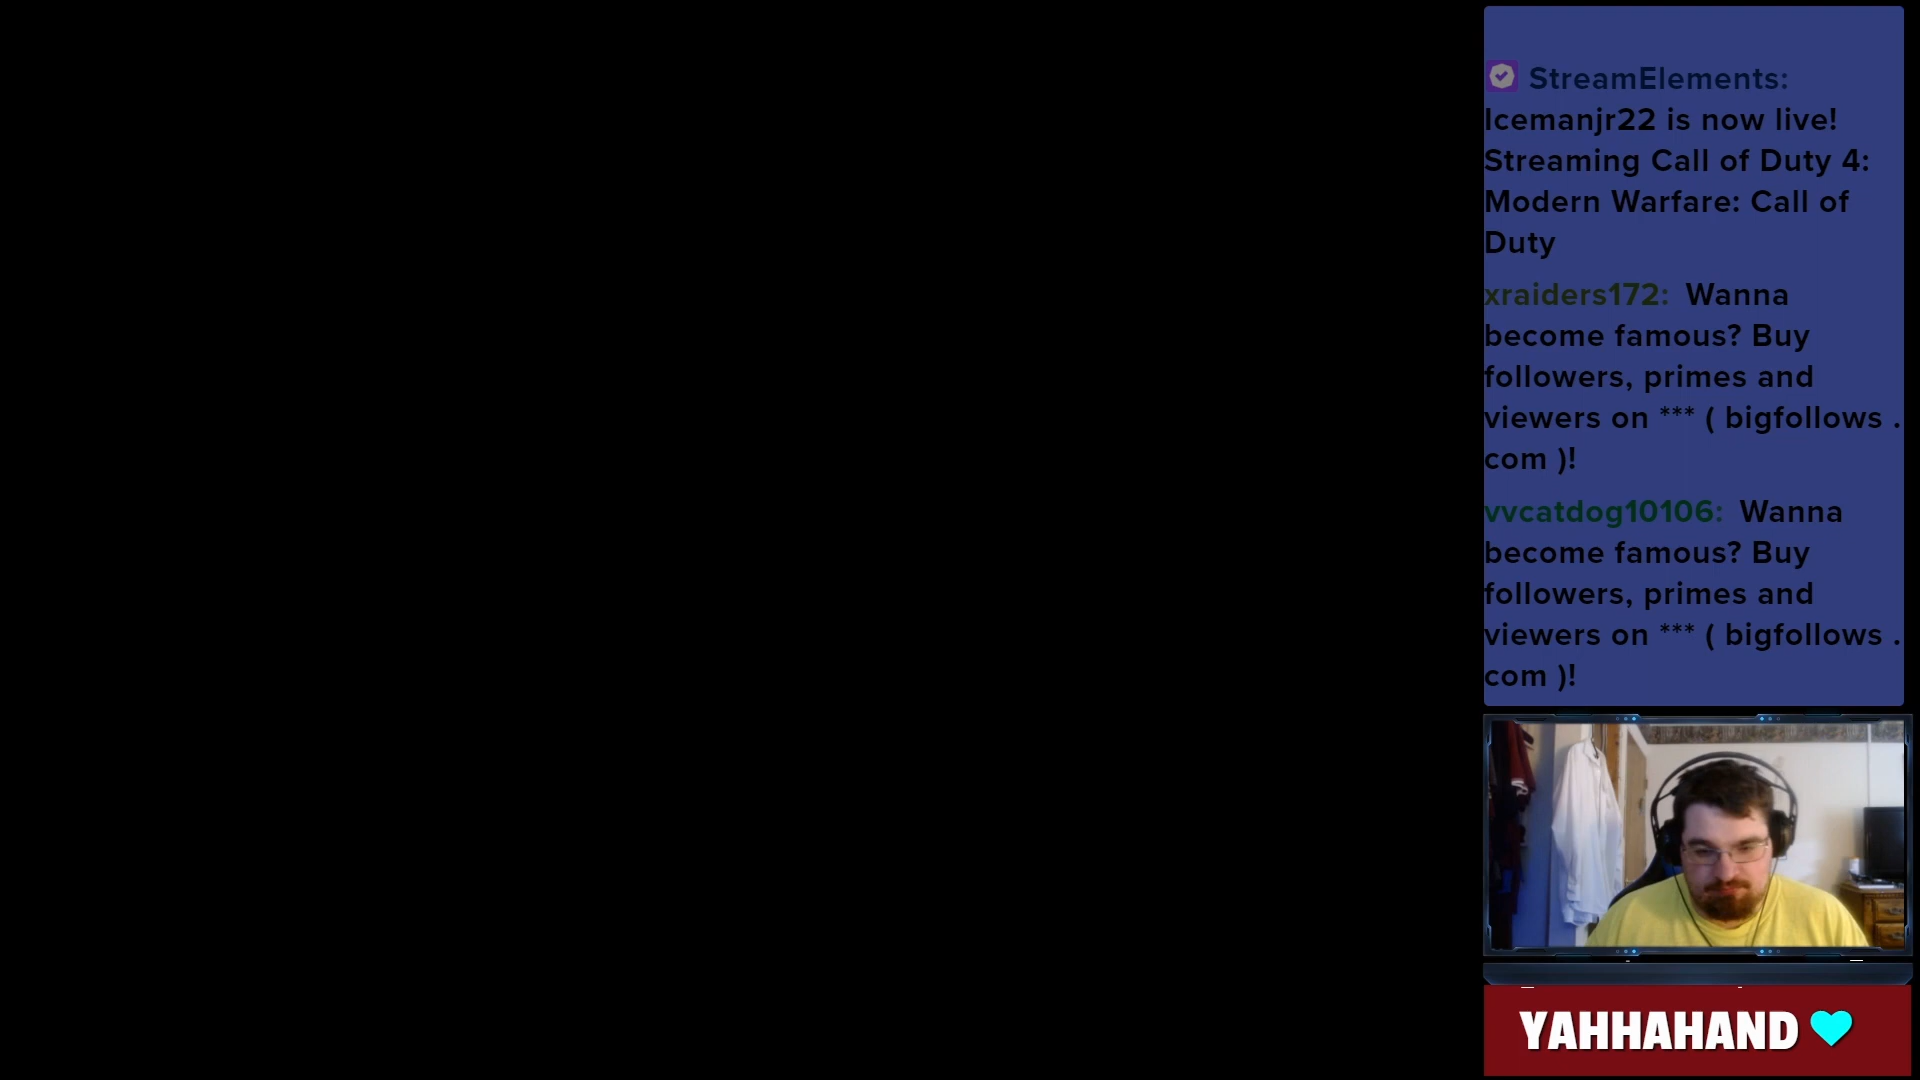 StreamElements:
Icemanjr22 is now live!
Streaming Call of Duty 4:
Modern Warfare: Call of
Duty
xraiders172: Wanna
become famous? Buy
followers, primes and
viewers on *** ( bigfollows .
com )!
vvcatdog10106: Wanna
become famous? Buy
followers, primes and
viewers on *** ( bigfollows .
com )!
YAHHAHAND